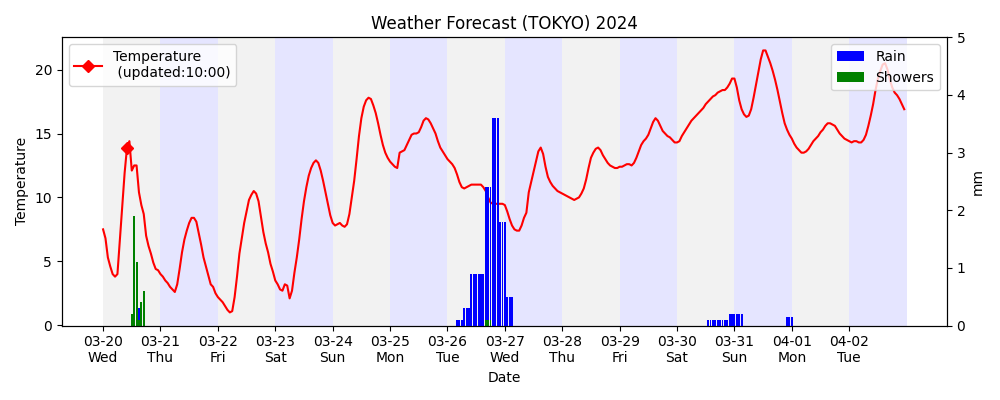 Weather Forecast (TOKYO) 2024
Temperature
(updated:10:00)
Rain
Showers
Temperature
20
15
10
5
0
5
4
3
2
1
0
mm
03-20 03-21 03-22 03-23 03-24 03-25 03-26 03-27 03-28 03-29 03-30 03-31 04-01 04-02
Wed Thu Fri Sat Sun Mon Tue Wed Thu Fri Sat Sun Mon Tue
Date